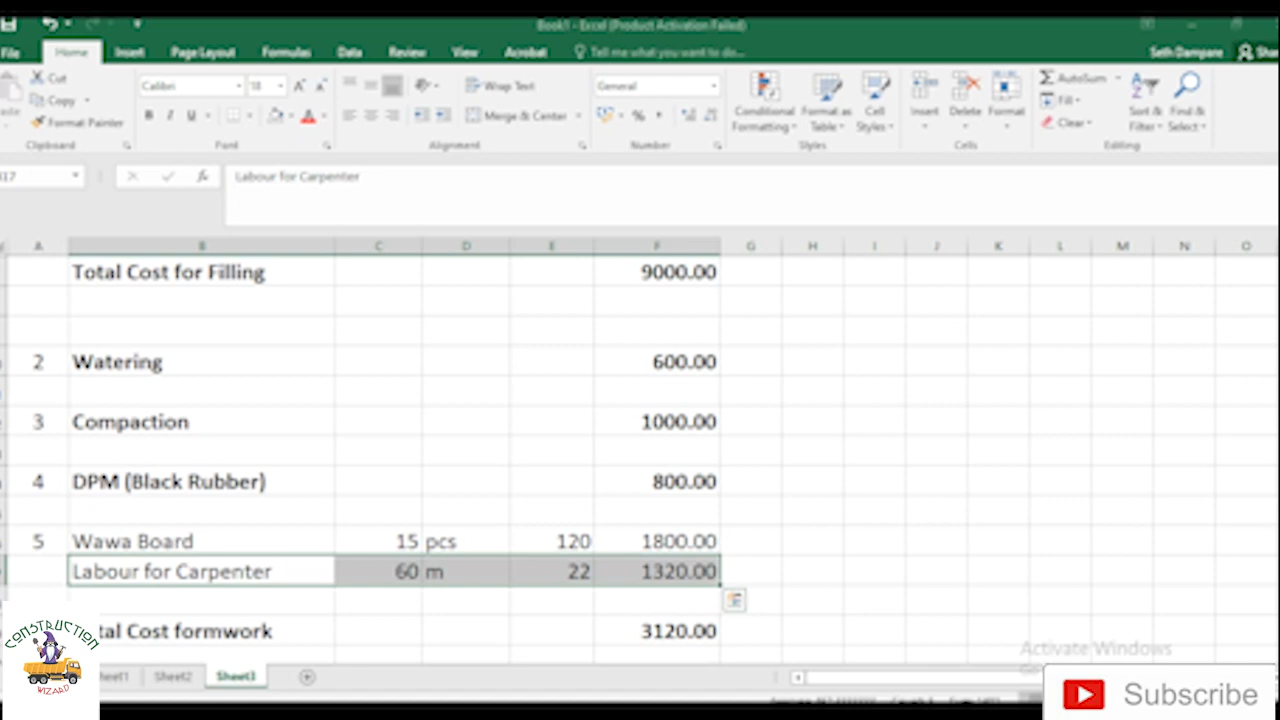 Book1 - Excel (Product Activation Failed)
File Home Insert Page Layout Formulas Data Review View Acrobat Tell me what you want to do... Seth Dampare
Cut Calibri 18 Wrap Text General AutoSum
Copy Fill
Format Painter B I U Merge & Center % Conditional Formatting Format as Table Cell Styles Insert Delete Format Clear Sort & Filter Find & Select
Clipboard Font Alignment Number Styles Cells Editing
I17 fx Labour for Carpenter
A B C D E F G H I J K L M N O
Total Cost for Filling 9000.00
2 Watering 600.00
3 Compaction 1000.00
4 DPM (Black Rubber) 800.00
5 Wawa Board 15 pcs 120 1800.00
Labour for Carpenter 60 m 22 1320.00
tal Cost formwork 3120.00
Activate Windows
CONSTRUCTION
WIZARD
heet1 Sheet2 Sheet3
Subscribe